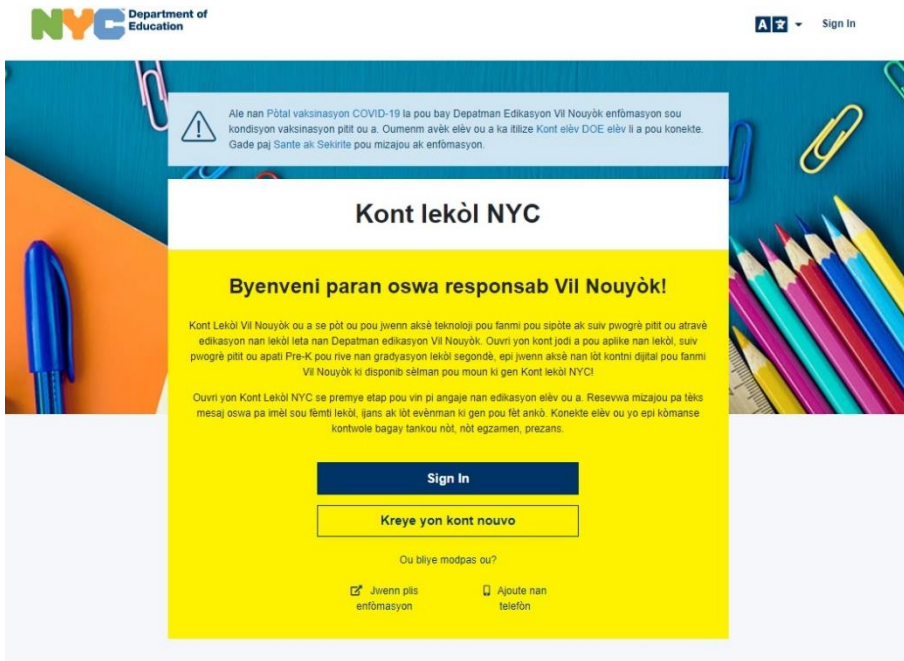 NYC Department of
Education
A Sign In
Ale nan Pòtal vaksinasyon COVID-19 la pou bay Depatman Edikasyon Vil Nouyòk enfòmasyon sou
kondisyon vaksinasyon pitit ou a. Oumenm avèk elèv ou a ka itilize Kont elèv DOE elèv li a pou konekte.
Gade paj Sante ak Sekirite pou mizajou ak enfòmasyon.
Kont lekòl NYC
Byenveni paran oswa responsab Vil Nouyòk!
Kont Lekòl Vil Nouyòk ou a se pòt ou pou jwenn aksè teknoloji pou fanmi pou sipòte ak suiv pwogrè pitit ou atravè
edikasyon nan lekòl leta nan Depatman edikasyon Vil Nouyòk. Ouvri yon kont jodi a pou aplike nan lekòl, suiv
pwogrè pitit ou apati Pre-K pou rive nan gradyasyon lekòl segondè, epi jwenn aksè nan lòt kontni dijital pou fanmi
Vil Nouyòk ki disponib sèlman pou moun ki gen Kont lekòl NYC!
Ouvri yon Kont Lekòl NYC se premye etap pou vin pi angaje nan edikasyon elèv ou a. Resevwa mizajou pa tèks
mesaj oswa pa imèl sou fèmti lekòl, ijans ak lòt evènman ki gen pou fèt ankò. Konekte elèv ou yo epi kòmanse
kontwole bagay tankou nòt, nòt egzamen, prezans.
Sign In
Kreye yon kont nouvo
Ou bliye modpas ou?
Jwenn plis
enfòmasyon
Ajoute nan
telefòn